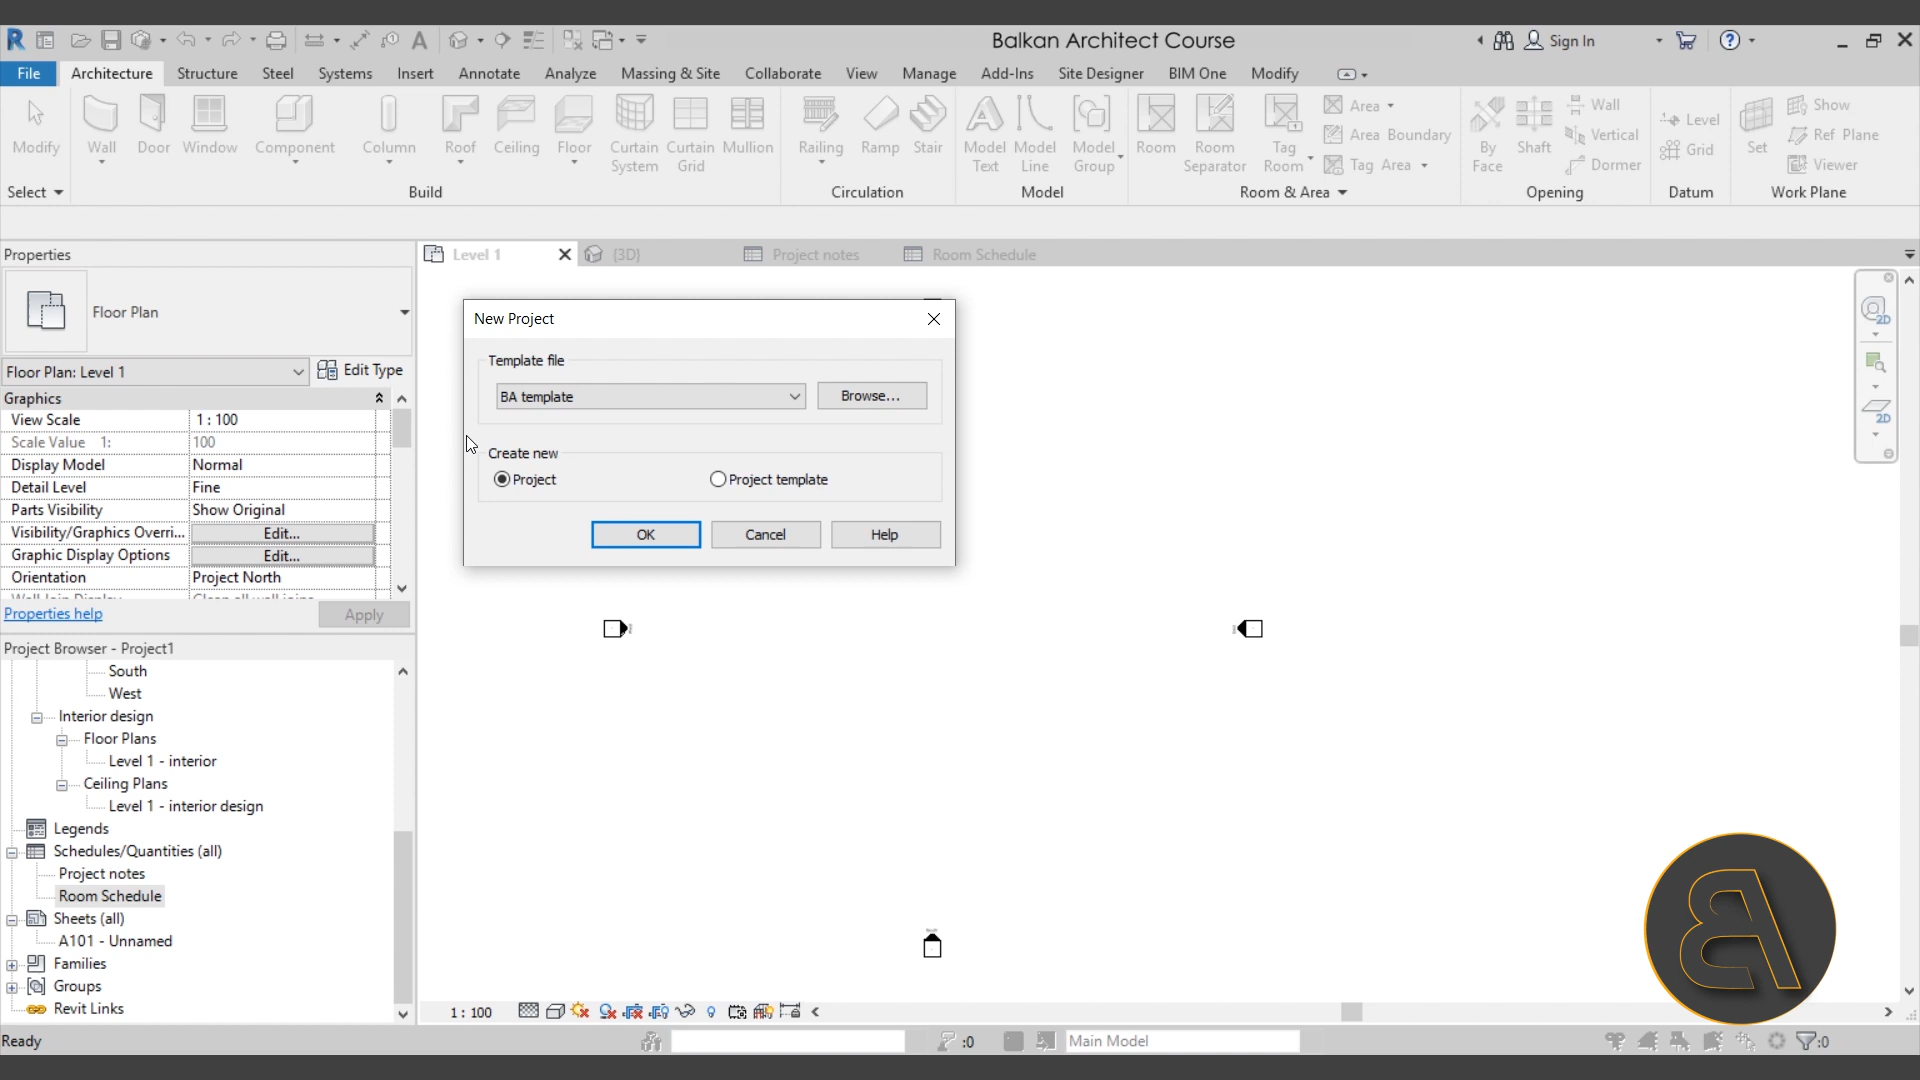 Balkan Architect Course
Sign In
File Architecture Structure Steel Systems Insert Annotate Analyze Massing & Site Collaborate View Manage Add-Ins Site Designer BIM One Modify
Modify Wall Door Window Component Column Roof Ceiling Floor Curtain System Curtain Grid Mullion Railing Ramp Stair Model Text Model Line Model Group Room Room Separator Tag Room
Area
Area Boundary
Tag Area
By Face Shaft
Wall
Vertical
Dormer
Level
Grid
Set
Show
Ref Plane
Viewer
Select Build Circulation Model Room & Area Opening Datum Work Plane
Properties
Level 1 {3D} Project notes Room Schedule
Floor Plan
Floor Plan: Level 1 Edit Type
Graphics
View Scale 1 : 100
Scale Value 1: 100
Display Model Normal
Detail Level Fine
Parts Visibility Show Original
Visibility/Graphics Overri... Edit...
Graphic Display Options Edit...
Orientation Project North
Wall Join Display Clean all wall joins
Properties help Apply
New Project
Template file
BA template Browse...
Create new
Project Project template
OK Cancel Help
2D
2D
Project Browser - Project1
South
West
Interior design
Floor Plans
Level 1 - interior
Ceiling Plans
Level 1 - interior design
Legends
Schedules/Quantities (all)
Project notes
Room Schedule
Sheets (all)
A101 - Unnamed
Families
Groups
Revit Links
1 : 100
Ready :0 Main Model :0